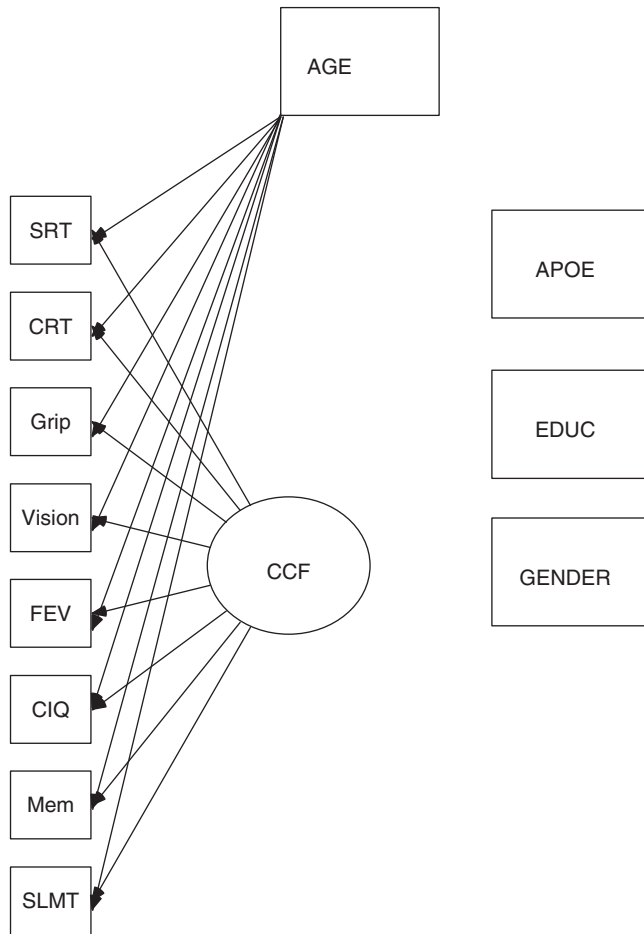 AGE
SRT
APOE
CRT
Grip
EDUC
Vision
CCF
GENDER
FEV
CIQ
Mem
SLMT